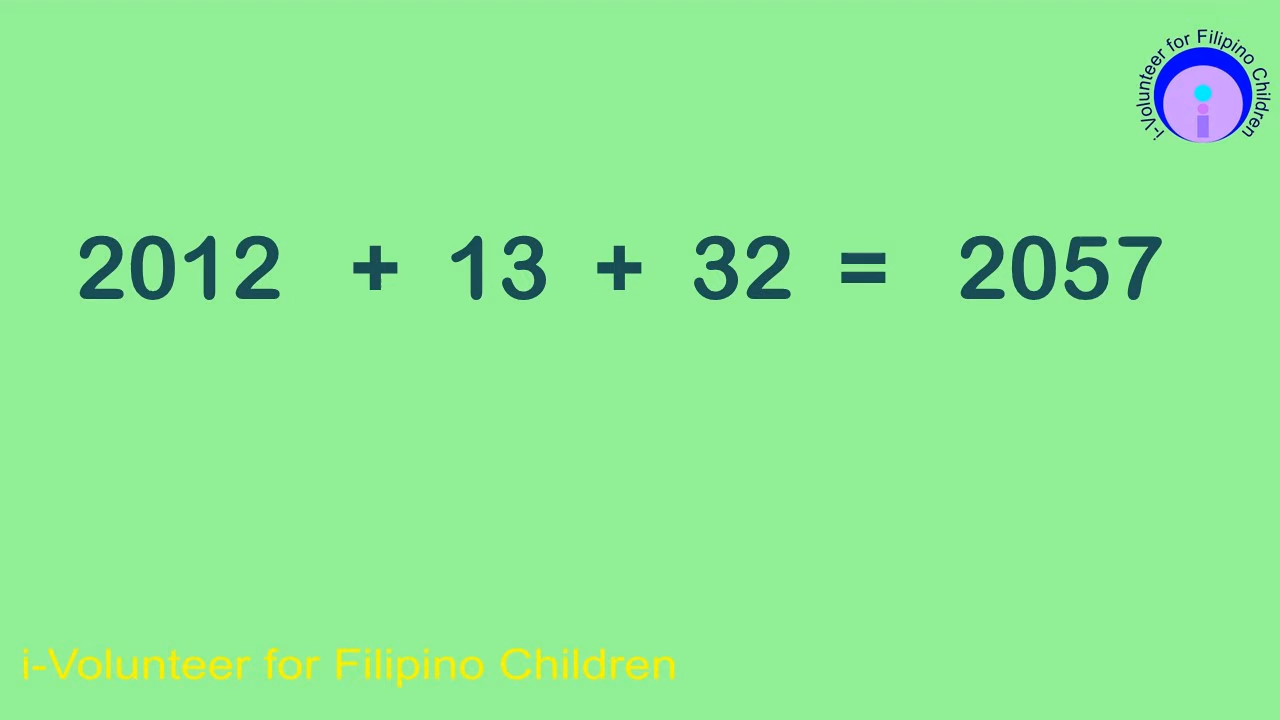 i-Volunteer for Filipino Children
i
2012 + 13 + 32 = 2057
i-Volunteer for Filipino Children